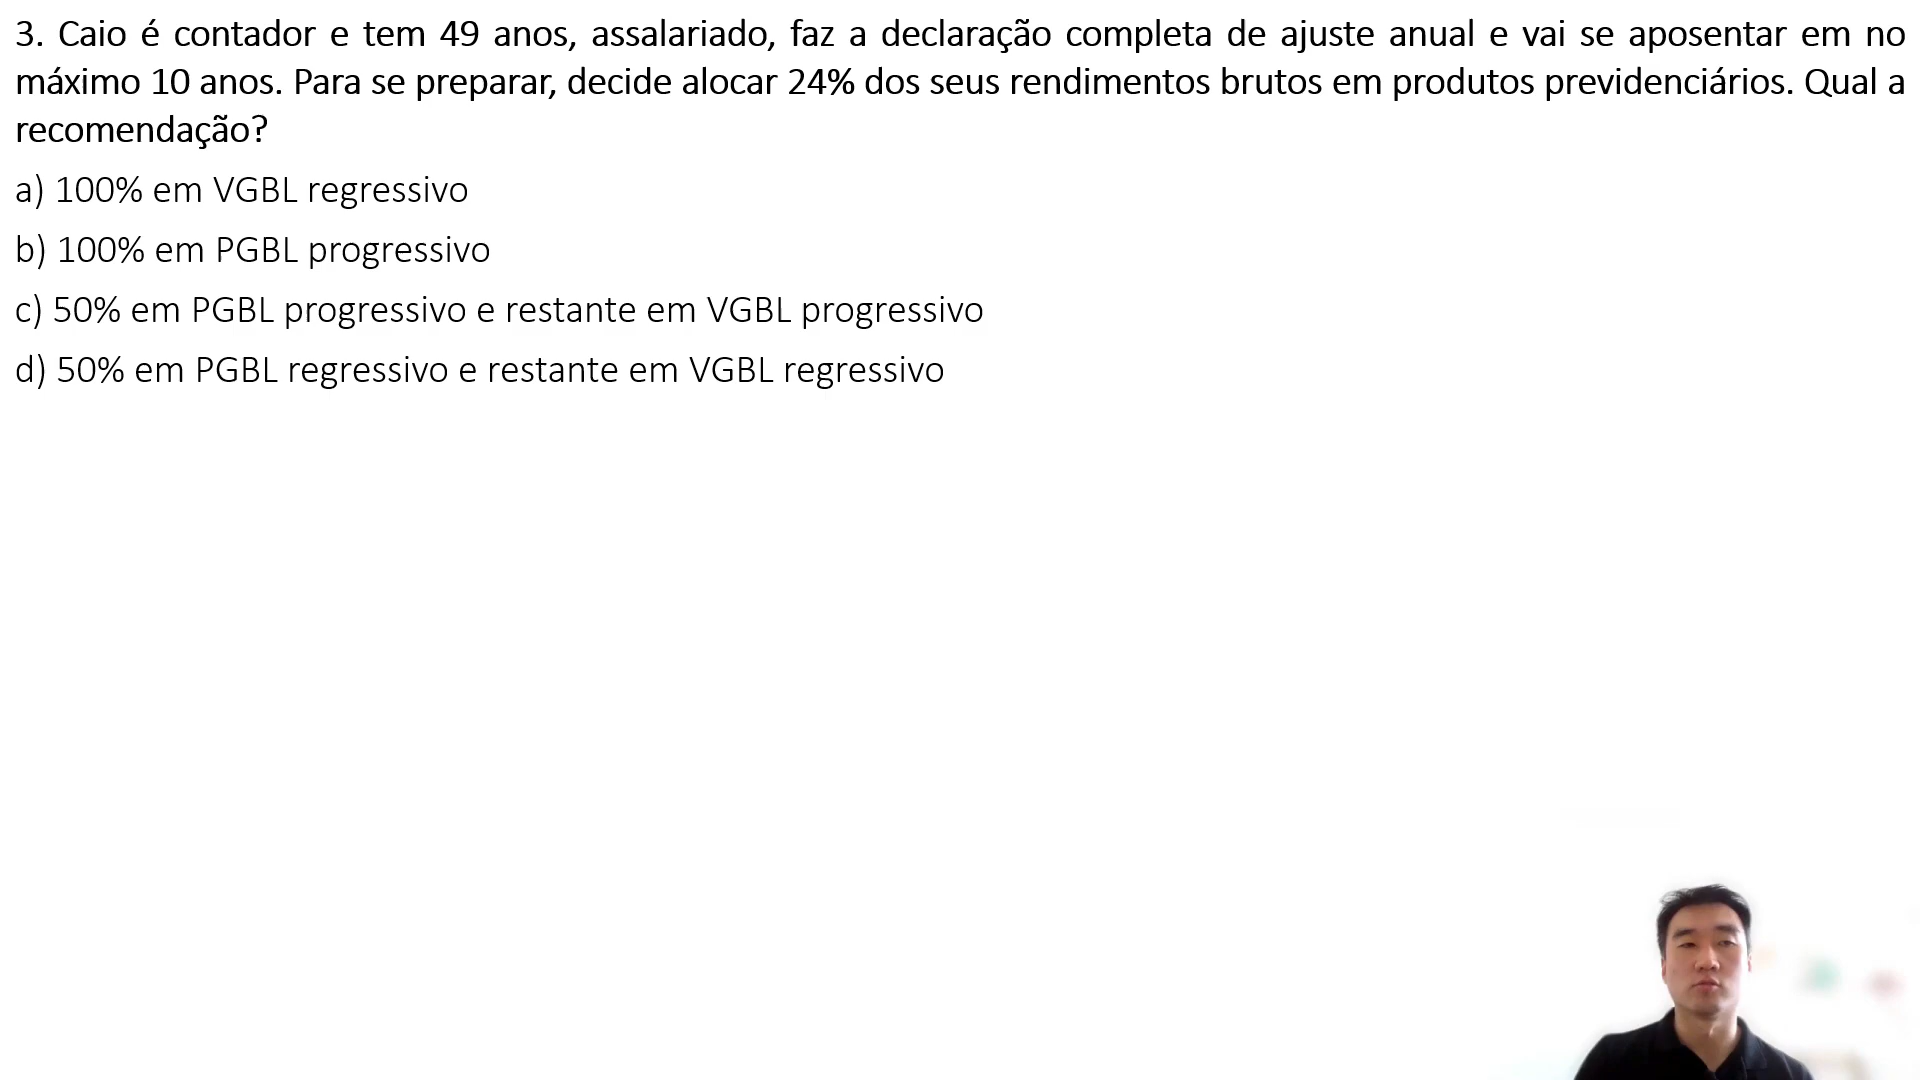 3. Caio é contador e tem 49 anos, assalariado, faz a declaração completa de ajuste anual e vai se aposentar em no
máximo 10 anos. Para se preparar, decide alocar 24% dos seus rendimentos brutos em produtos previdenciários. Qual a
recomendação?
a) 100% em VGBL regressivo
b) 100% em PGBL progressivo
c) 50% em PGBL progressivo e restante em VGBL progressivo
d) 50% em PGBL regressivo e restante em VGBL regressivo